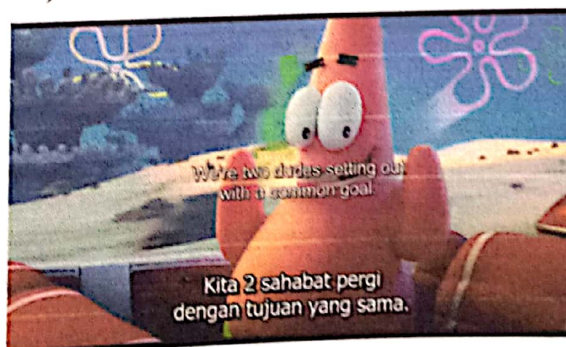 We're two dudes setting out
with a common goal.
Kita 2 sahabat pergi
dengan tujuan yang sama.